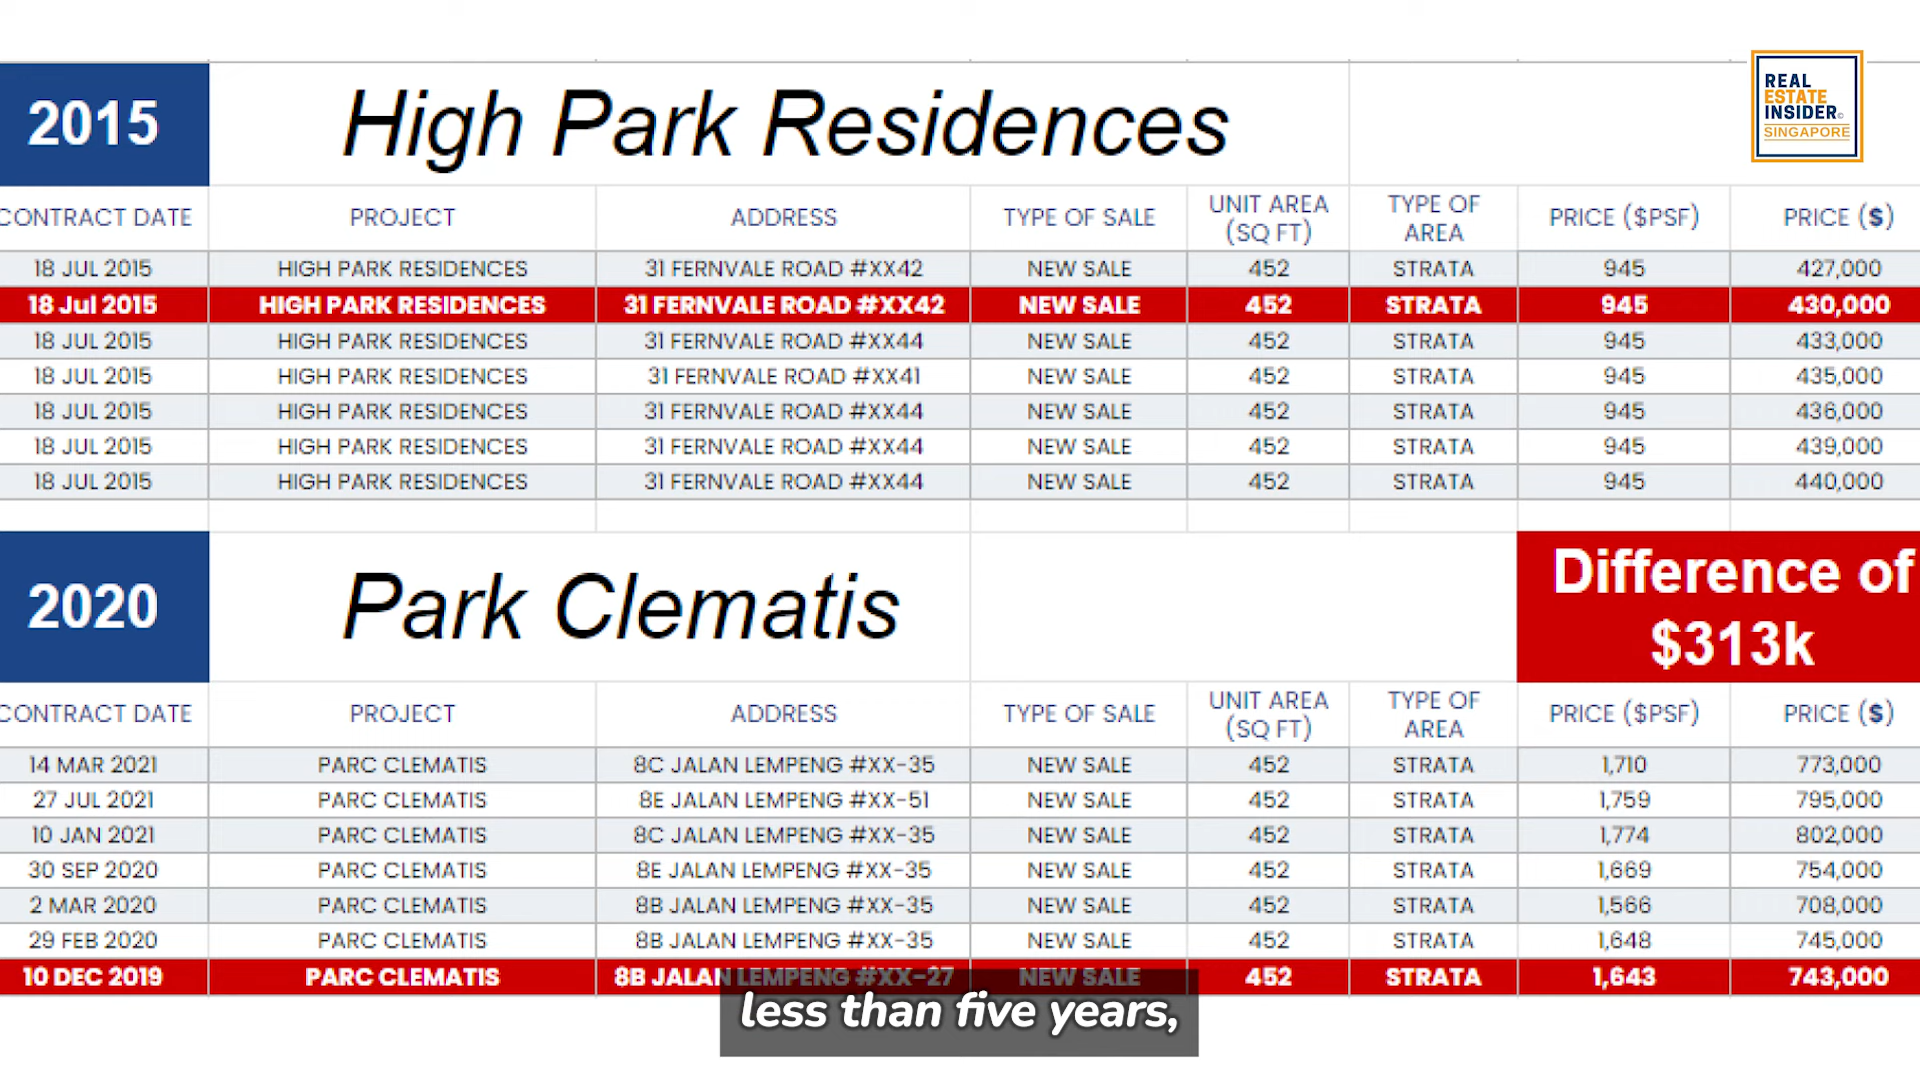 2015 High Park Residences
REAL
ESTATE
INSIDER©
SINGAPORE
CONTRACT DATE PROJECT ADDRESS TYPE OF SALE UNIT AREA (SQ FT) TYPE OF AREA PRICE ($PSF) PRICE ($)
18 JUL 2015 HIGH PARK RESIDENCES 31 FERNVALE ROAD #XX42 NEW SALE 452 STRATA 945 427,000
18 Jul 2015 HIGH PARK RESIDENCES 31 FERNVALE ROAD #XX42 NEW SALE 452 STRATA 945 430,000
18 JUL 2015 HIGH PARK RESIDENCES 31 FERNVALE ROAD #XX44 NEW SALE 452 STRATA 945 433,000
18 JUL 2015 HIGH PARK RESIDENCES 31 FERNVALE ROAD #XX41 NEW SALE 452 STRATA 945 435,000
18 JUL 2015 HIGH PARK RESIDENCES 31 FERNVALE ROAD #XX44 NEW SALE 452 STRATA 945 436,000
18 JUL 2015 HIGH PARK RESIDENCES 31 FERNVALE ROAD #XX44 NEW SALE 452 STRATA 945 439,000
18 JUL 2015 HIGH PARK RESIDENCES 31 FERNVALE ROAD #XX44 NEW SALE 452 STRATA 945 440,000
2020 Park Clematis
Difference of
$313k
CONTRACT DATE PROJECT ADDRESS TYPE OF SALE UNIT AREA (SQ FT) TYPE OF AREA PRICE ($PSF) PRICE ($)
14 MAR 2021 PARC CLEMATIS 8C JALAN LEMPENG #XX-35 NEW SALE 452 STRATA 1,710 773,000
27 JUL 2021 PARC CLEMATIS 8E JALAN LEMPENG #XX-51 NEW SALE 452 STRATA 1,759 795,000
10 JAN 2021 PARC CLEMATIS 8C JALAN LEMPENG #XX-35 NEW SALE 452 STRATA 1,774 802,000
30 SEP 2020 PARC CLEMATIS 8E JALAN LEMPENG #XX-35 NEW SALE 452 STRATA 1,669 754,000
2 MAR 2020 PARC CLEMATIS 8B JALAN LEMPENG #XX-35 NEW SALE 452 STRATA 1,566 708,000
29 FEB 2020 PARC CLEMATIS 8B JALAN LEMPENG #XX-35 NEW SALE 452 STRATA 1,648 745,000
10 DEC 2019 PARC CLEMATIS 8B JALAN LEMPENG #XX-27 NEW SALE 452 STRATA 1,643 743,000
less than five years,